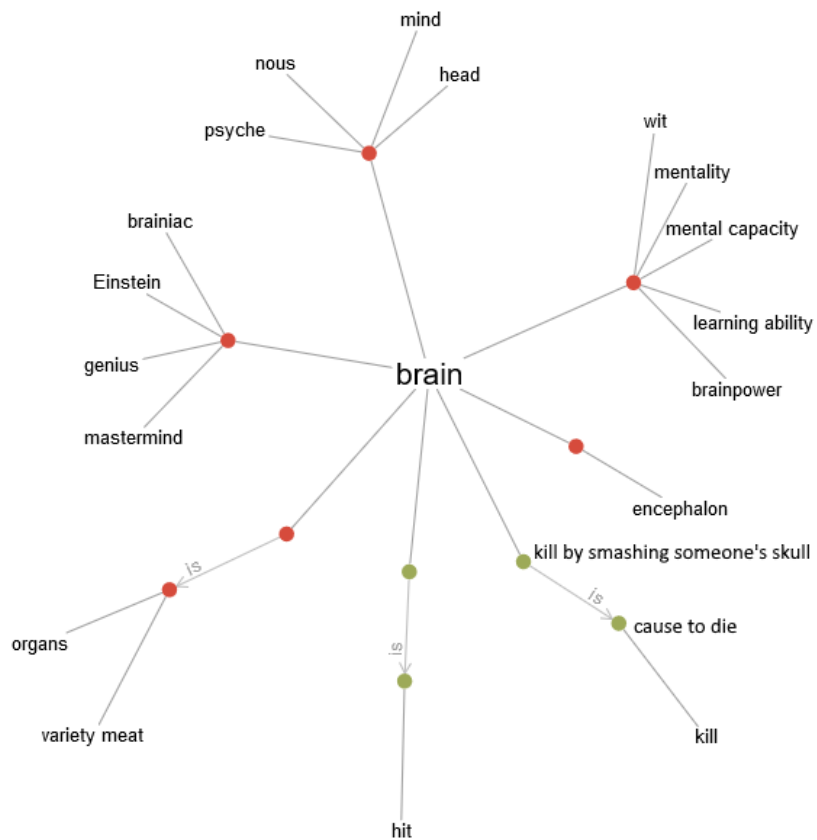 mind
nous
head
psyche
wit
mentality
brainiac
mental capacity
Einstein
learning ability
genius
brain
brainpower
mastermind
encephalon
kill by smashing someone's skull
is
is
cause to die
organs
is
variety meat
kill
hit